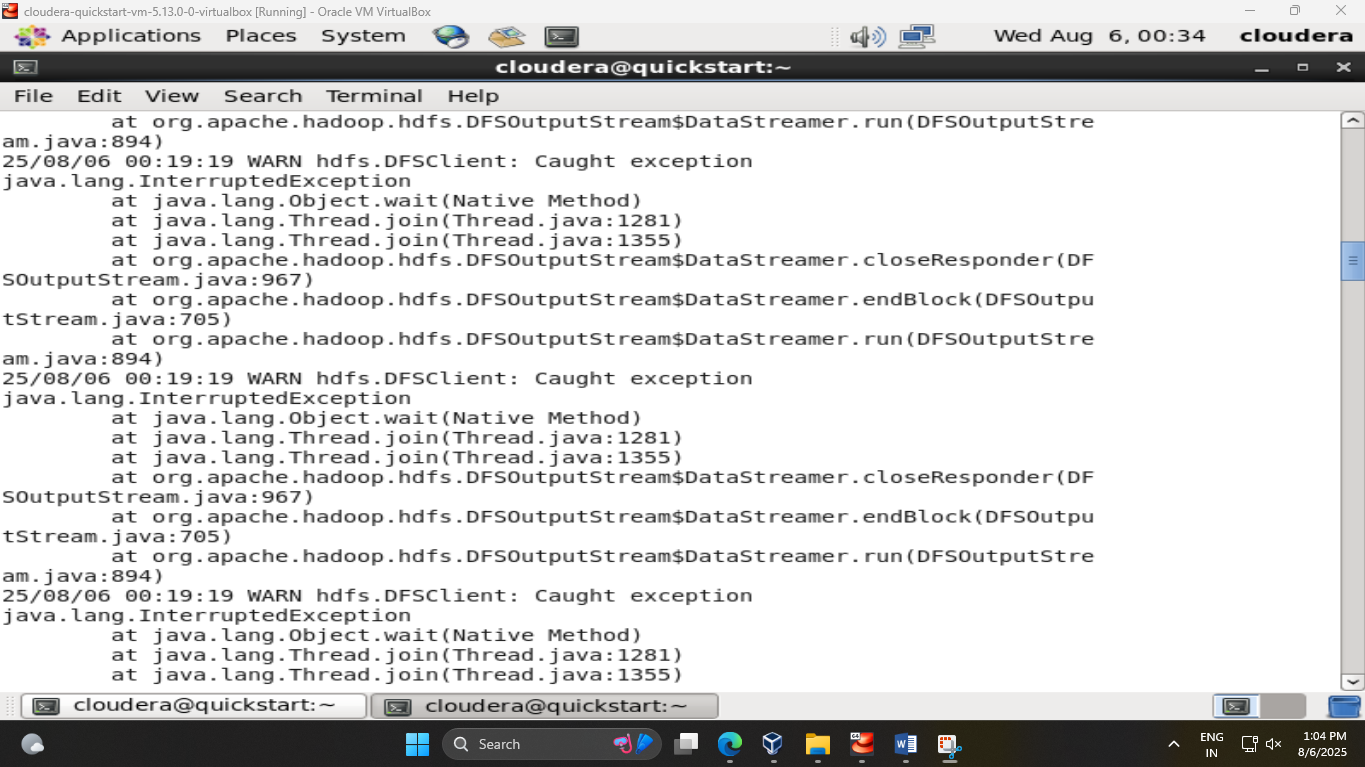 cloudera-quickstart-vm-5.13.0-0-virtualbox [Running] - Oracle VM VirtualBox
Applications Places System Wed Aug 6, 00:34 cloudera
cloudera@quickstart:~
File Edit View Search Terminal Help
at org.apache.hadoop.hdfs.DFSOutputStream$DataStreamer.run(DFSOutputStre
am.java:894)
25/08/06 00:19:19 WARN hdfs.DFSClient: Caught exception
java.lang.InterruptedException
at java.lang.Object.wait(Native Method)
at java.lang.Thread.join(Thread.java:1281)
at java.lang.Thread.join(Thread.java:1355)
at org.apache.hadoop.hdfs.DFSOutputStream$DataStreamer.closeResponder(DF
SOutputStream.java:967)
at org.apache.hadoop.hdfs.DFSOutputStream$DataStreamer.endBlock(DFSOutpu
tStream.java:705)
at org.apache.hadoop.hdfs.DFSOutputStream$DataStreamer.run(DFSOutputStre
am.java:894)
25/08/06 00:19:19 WARN hdfs.DFSClient: Caught exception
java.lang.InterruptedException
at java.lang.Object.wait(Native Method)
at java.lang.Thread.join(Thread.java:1281)
at java.lang.Thread.join(Thread.java:1355)
at org.apache.hadoop.hdfs.DFSOutputStream$DataStreamer.closeResponder(DF
SOutputStream.java:967)
at org.apache.hadoop.hdfs.DFSOutputStream$DataStreamer.endBlock(DFSOutpu
tStream.java:705)
at org.apache.hadoop.hdfs.DFSOutputStream$DataStreamer.run(DFSOutputStre
am.java:894)
25/08/06 00:19:19 WARN hdfs.DFSClient: Caught exception
java.lang.InterruptedException
at java.lang.Object.wait(Native Method)
at java.lang.Thread.join(Thread.java:1281)
at java.lang.Thread.join(Thread.java:1355)
cloudera@quickstart:~ cloudera@quickstart:~
Search
ENG
IN
1:04 PM
8/6/2025